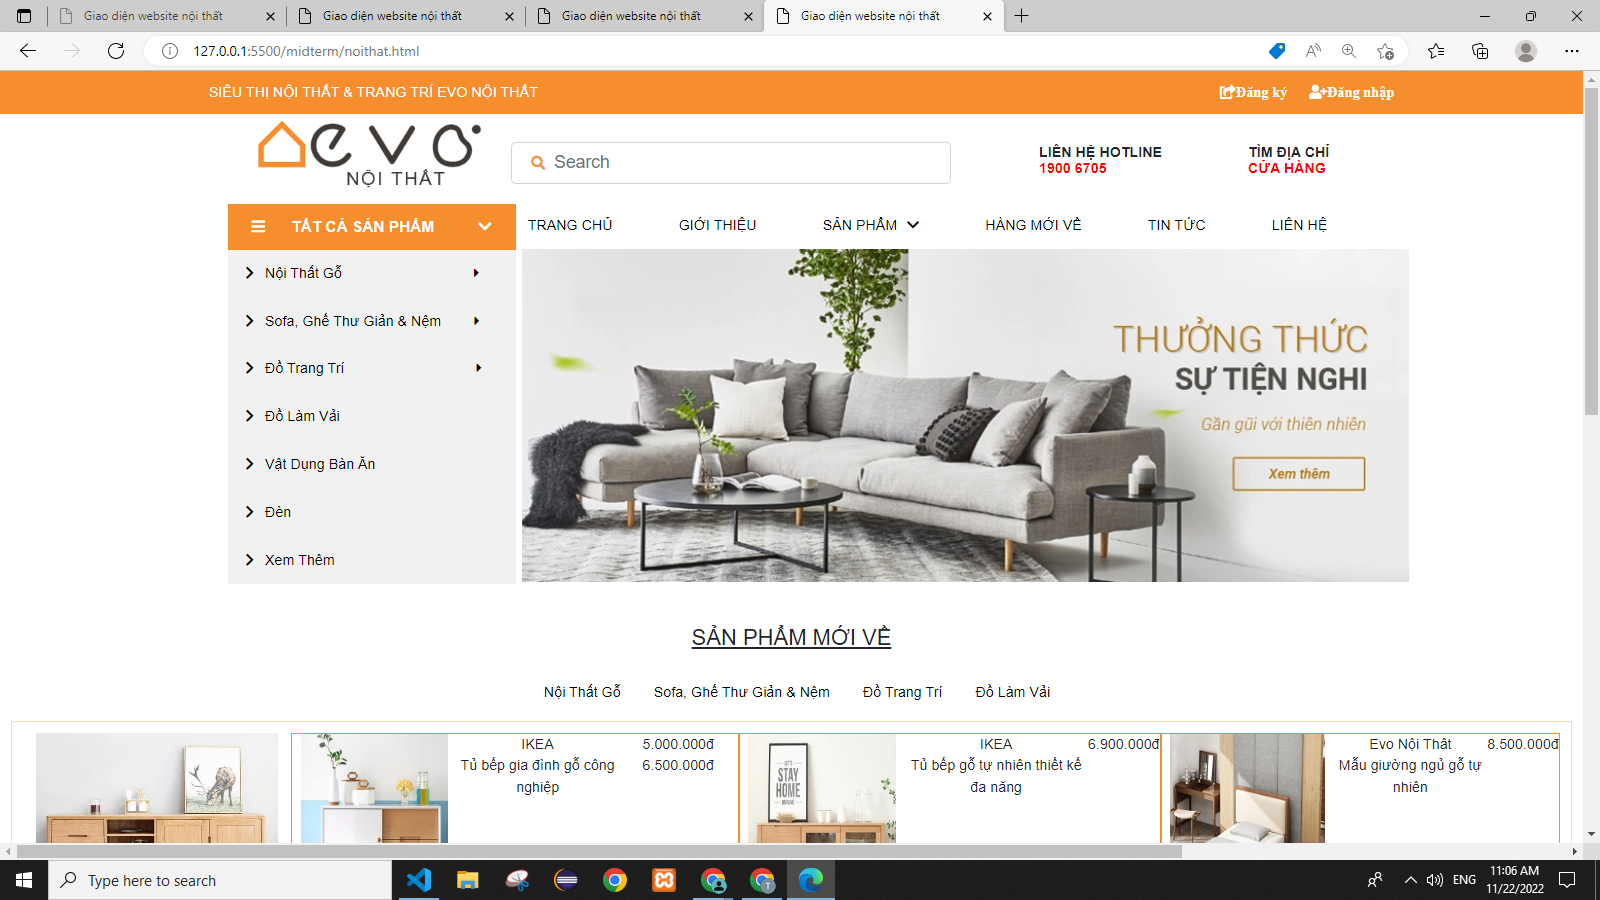 Giao diện website nội thất
Giao diện website nội thất
Giao diện website nội thất
Giao diện website nội thất
127.0.0.1:5500/midterm/noithat.html
SIÊU THỊ NỘI THẤT & TRANG TRÍ EVO NỘI THẤT
Đăng ký
Đăng nhập
evo
NỘI THẤT
Search
LIÊN HỆ HOTLINE
1900 6705
TÌM ĐỊA CHỈ
CỬA HÀNG
TẤT CẢ SẢN PHẨM
TRANG CHỦ
GIỚI THIỆU
SẢN PHẨM
HÀNG MỚI VỀ
TIN TỨC
LIÊN HỆ
Nội Thất Gỗ
Sofa, Ghế Thư Giản & Nệm
Đồ Trang Trí
Đồ Làm Vải
Vật Dụng Bàn Ăn
Đèn
Xem Thêm
THƯỞNG THỨC
SỰ TIỆN NGHI
Gần gũi với thiên nhiên
Xem thêm
SẢN PHẨM MỚI VỀ
Nội Thất Gỗ
Sofa, Ghế Thư Giản & Nệm
Đồ Trang Trí
Đồ Làm Vải
IKEA
Tủ bếp gia đình gỗ công
nghiệp
5.000.000đ
6.500.000đ
LET'S
STAY
HOME
IKEA
Tủ bếp gỗ tự nhiên thiết kế
đa năng
6.900.000đ
Evo Nội Thât
Mẫu giường ngủ gỗ tự
nhiên
8.500.000đ
Type here to search
ENG
11:06 AM
11/22/2022